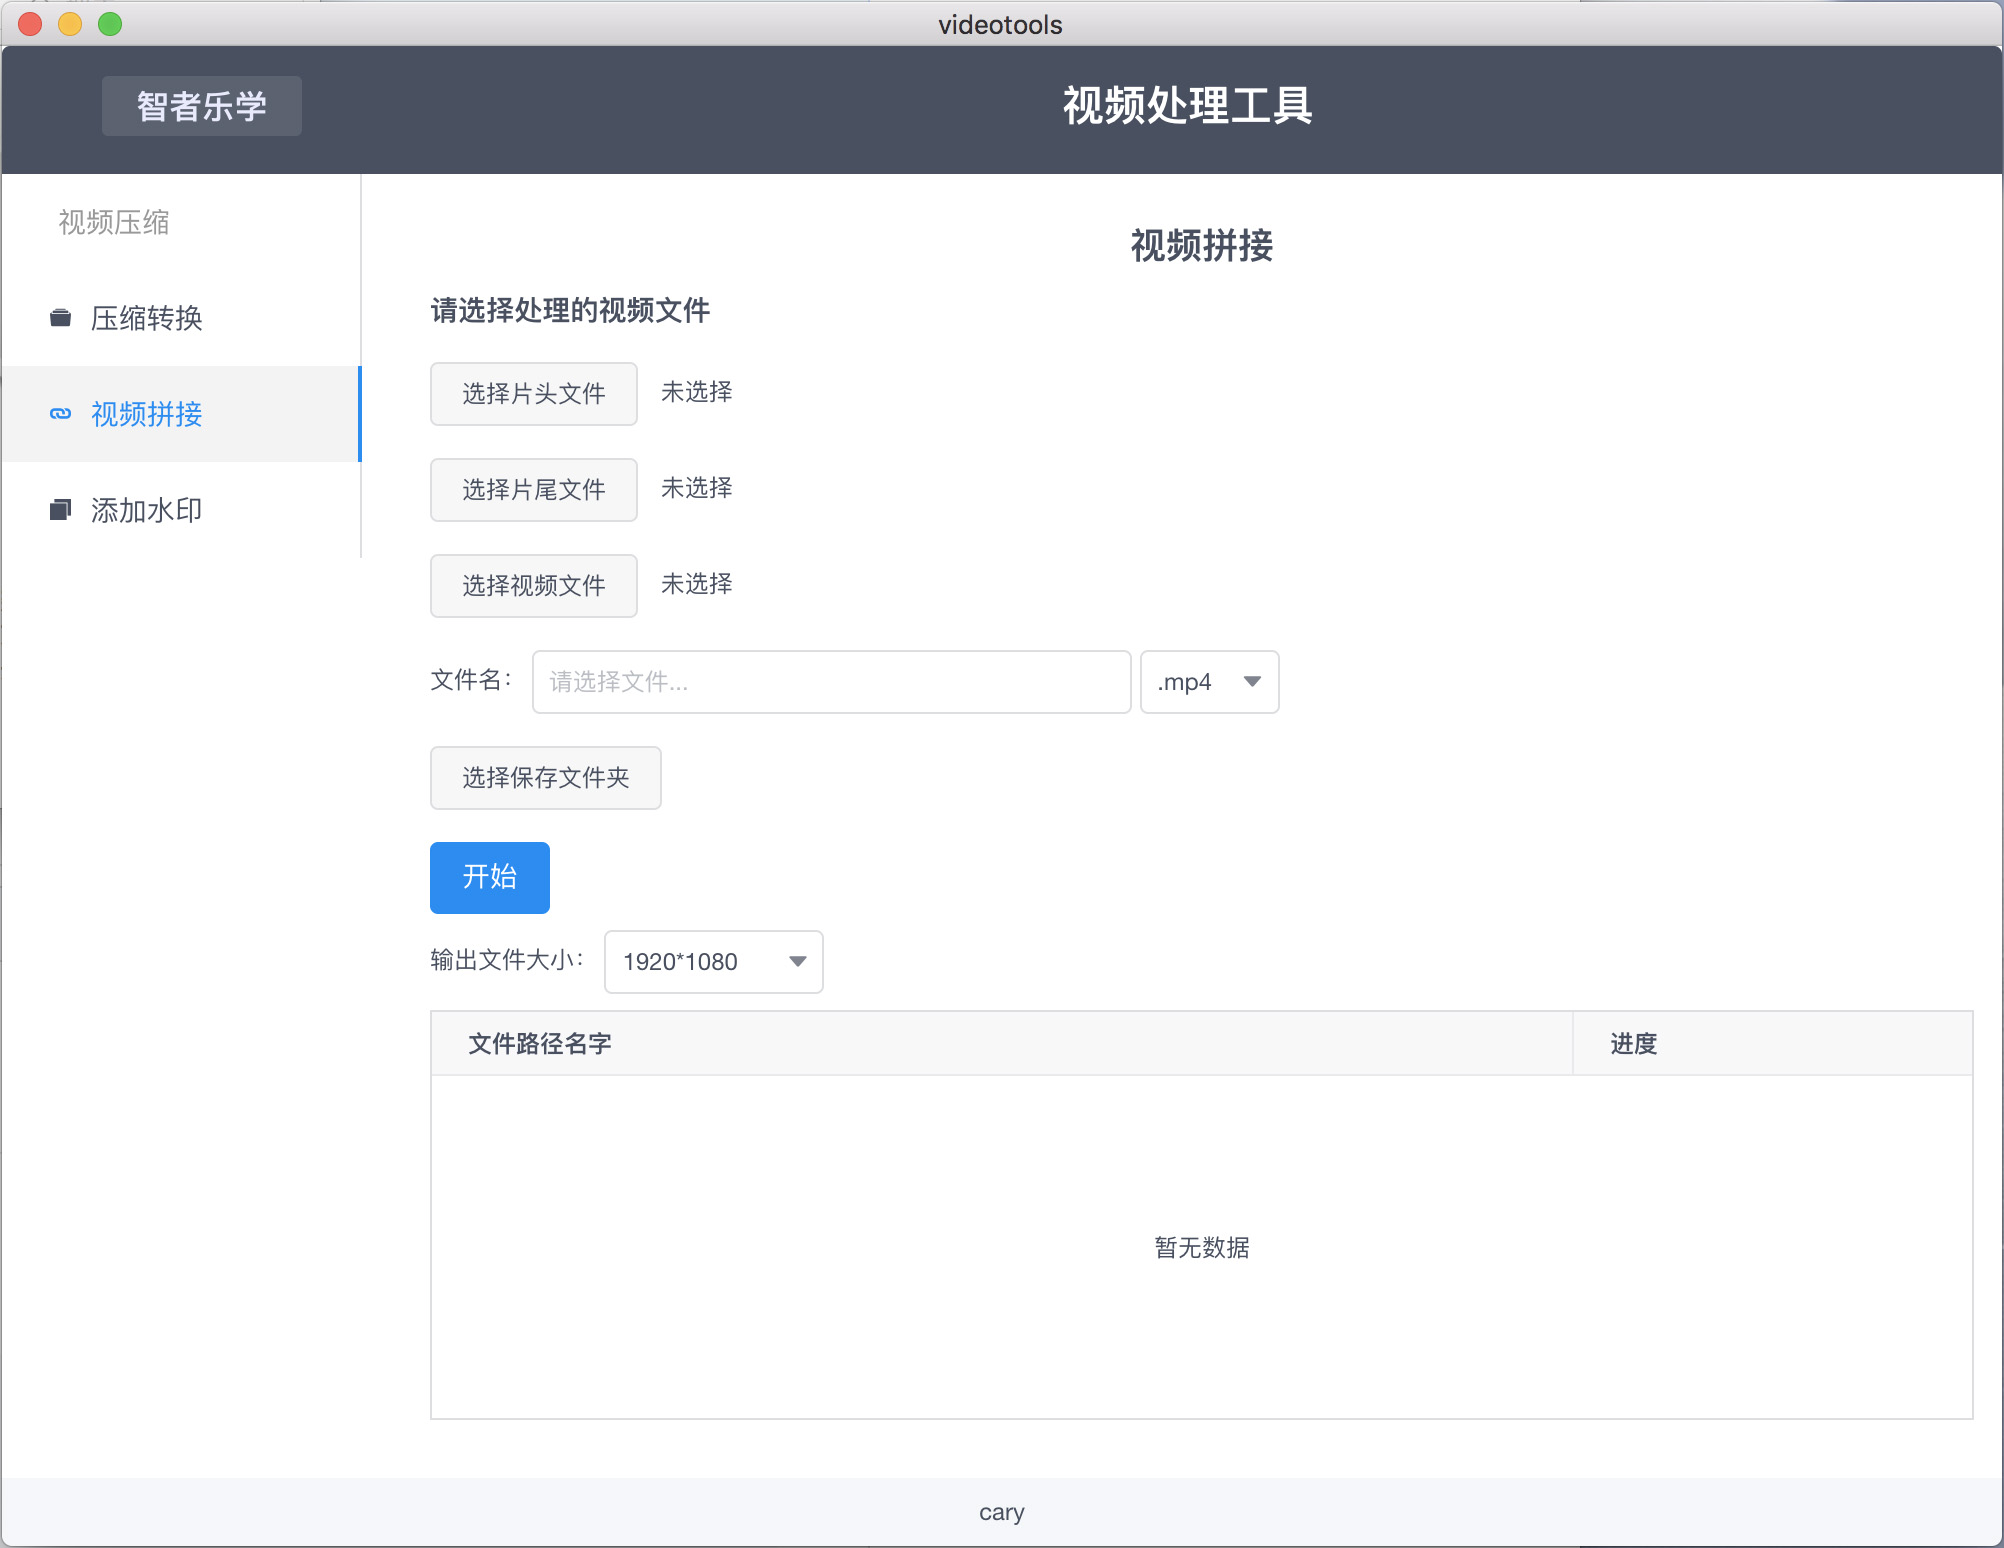 videotools
智者乐学
视频处理工具
视频压缩
压缩转换
视频拼接
添加水印
视频拼接
请选择处理的视频文件
选择片头文件 未选择
选择片尾文件 未选择
选择视频文件 未选择
文件名： 请选择文件... .mp4
选择保存文件夹
开始
输出文件大小： 1920*1080
文件路径名字 进度
暂无数据
cary